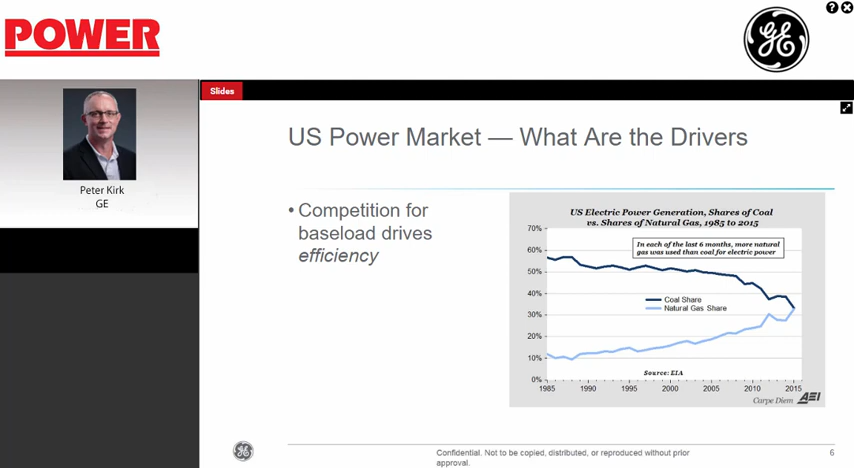 POWER
GE
? ×
Slides
Peter Kirk
GE
US Power Market — What Are the Drivers
• Competition for
baseload drives
efficiency
US Electric Power Generation, Shares of Coal
vs. Shares of Natural Gas, 1985 to 2015
70%
60%
50%
40%
30%
20%
10%
0%
In each of the last 6 months, more natural
gas was used than coal for electric power
Coal Share
Natural Gas Share
Source: EIA
1985 1990 1995 2000 2005 2010 2015
Carpe Diem AEI
GE
Confidential. Not to be copied, distributed, or reproduced without prior
approval.
6